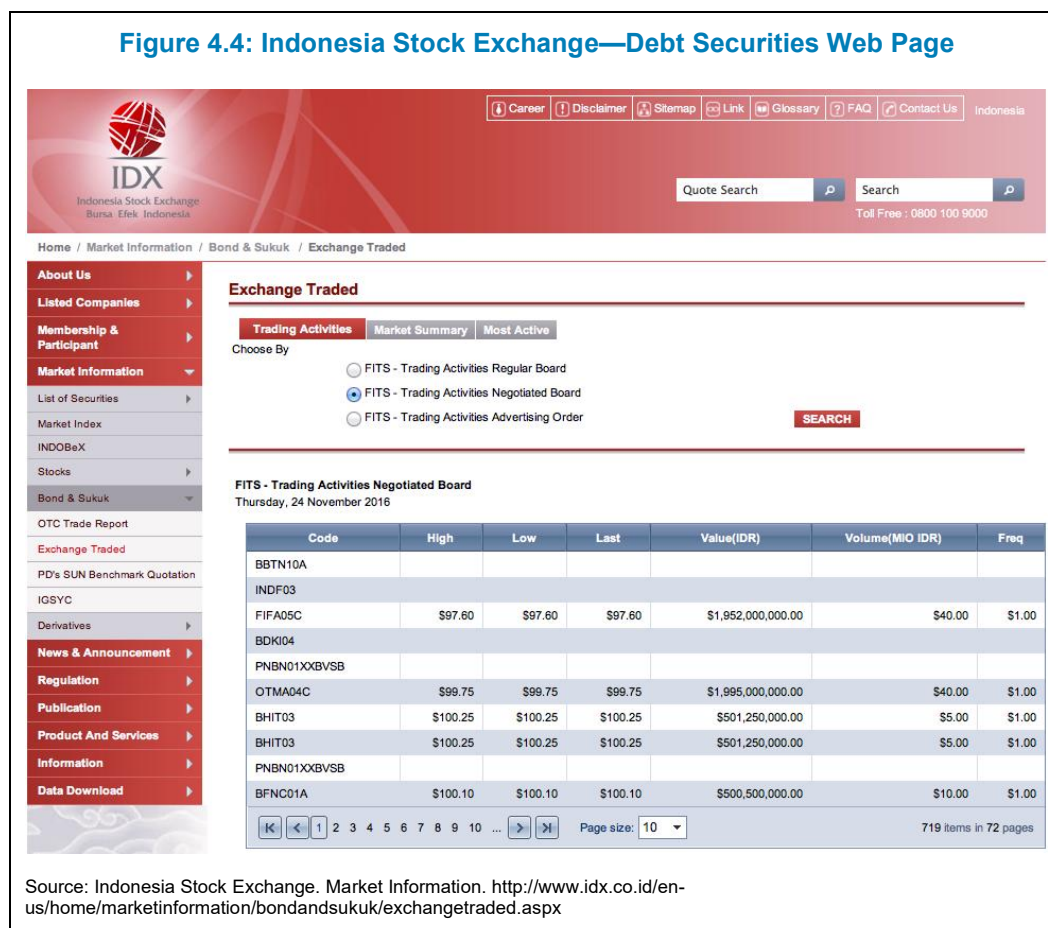 Figure 4.4: Indonesia Stock Exchange—Debt Securities Web Page
Career Disclaimer Sitemap Link Glossary FAQ Contact Us Indonesia
IDX
Indonesia Stock Exchange
Bursa Efek Indonesia
Quote Search Search
Toll Free : 0800 100 9000
Home / Market Information / Bond & Sukuk / Exchange Traded
About Us
Listed Companies
Membership &
Participant
Market Information
List of Securities
Market Index
INDOBeX
Stocks
Bond & Sukuk
OTC Trade Report
Exchange Traded
PD's SUN Benchmark Quotation
IGSYC
Derivatives
News & Announcement
Regulation
Publication
Product And Services
Information
Data Download
Exchange Traded
Trading Activities Market Summary Most Active
Choose By
FITS - Trading Activities Regular Board
FITS - Trading Activities Negotiated Board
FITS - Trading Activities Advertising Order
SEARCH
FITS - Trading Activities Negotiated Board
Thursday, 24 November 2016
Code High Low Last Value(IDR) Volume(MIO IDR) Freq
BBTN10A
INDF03
FIFA05C $97.60 $97.60 $97.60 $1,952,000,000.00 $40.00 $1.00
BDKI04
PNBN01XXBVSB
OTMA04C $99.75 $99.75 $99.75 $1,995,000,000.00 $40.00 $1.00
BHIT03 $100.25 $100.25 $100.25 $501,250,000.00 $5.00 $1.00
BHIT03 $100.25 $100.25 $100.25 $501,250,000.00 $5.00 $1.00
PNBN01XXBVSB
BFNC01A $100.10 $100.10 $100.10 $500,500,000.00 $10.00 $1.00
1 2 3 4 5 6 7 8 9 10 ... Page size: 10 719 items in 72 pages
Source: Indonesia Stock Exchange. Market Information. http://www.idx.co.id/en-
us/home/marketinformation/bondandsukuk/exchangetraded.aspx